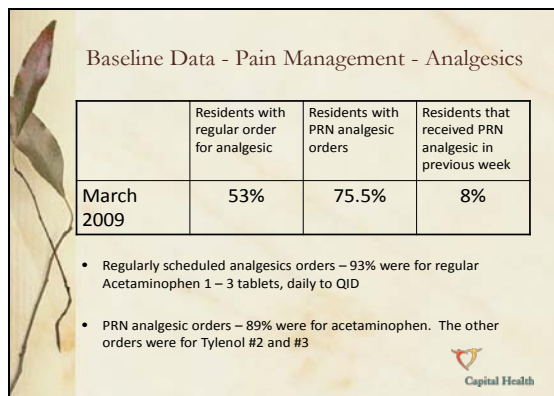 Baseline Data - Pain Management - Analgesics
Residents with regular order for analgesic
Residents with PRN analgesic orders
Residents that received PRN analgesic in previous week
March 2009
53%
75.5%
8%
• Regularly scheduled analgesics orders – 93% were for regular
Acetaminophen 1 – 3 tablets, daily to QID
• PRN analgesic orders – 89% were for acetaminophen. The other
orders were for Tylenol #2 and #3
Capital Health